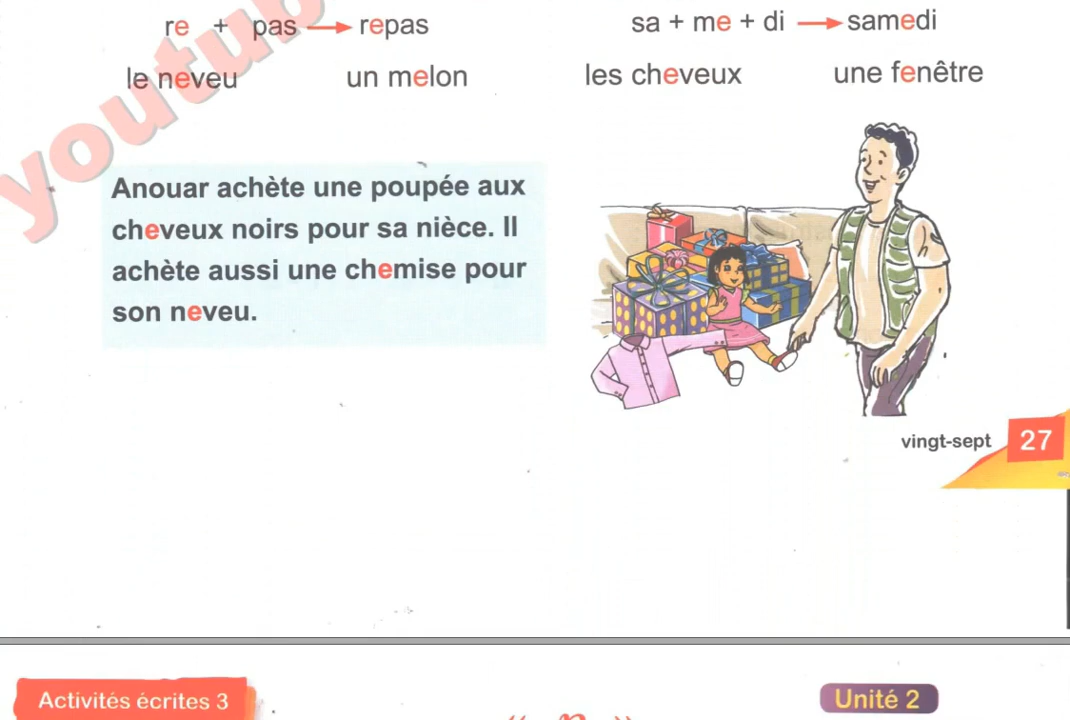 re + pas → repas
sa + me + di → samedi
le neveu
un melon
les cheveux
une fenêtre
Anouar achète une poupée aux
cheveux noirs pour sa nièce. Il
achète aussi une chemise pour
son neveu.
vingt-sept 27
Activités écrites 3
Unité 2